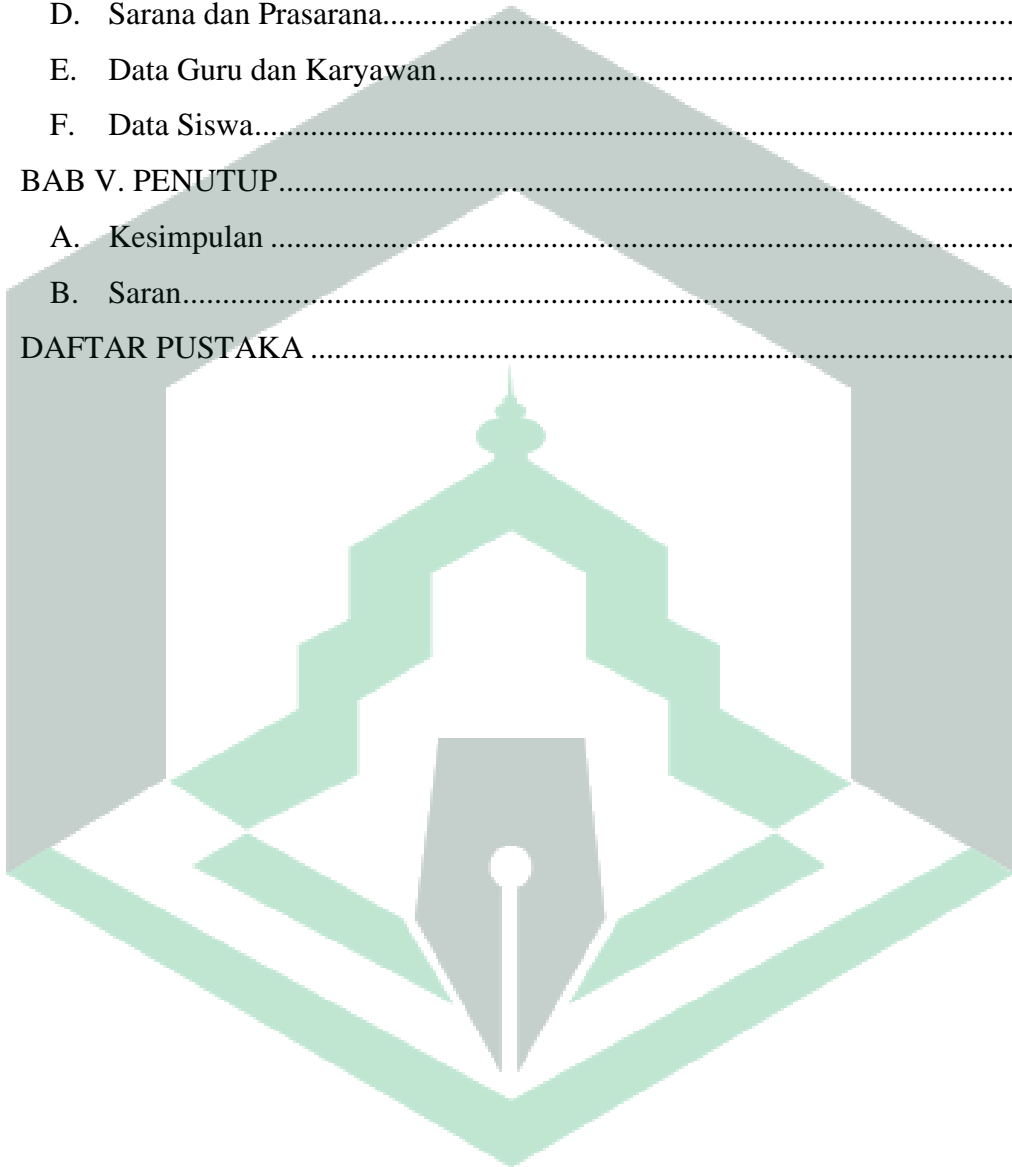 D. Sarana dan Prasarana........................................................................................
E. Data Guru dan Karyawan.................................................................................
F. Data Siswa........................................................................................................
BAB V. PENUTUP....................................................................................................
A. Kesimpulan ......................................................................................................
B. Saran.................................................................................................................
DAFTAR PUSTAKA ................................................................................................